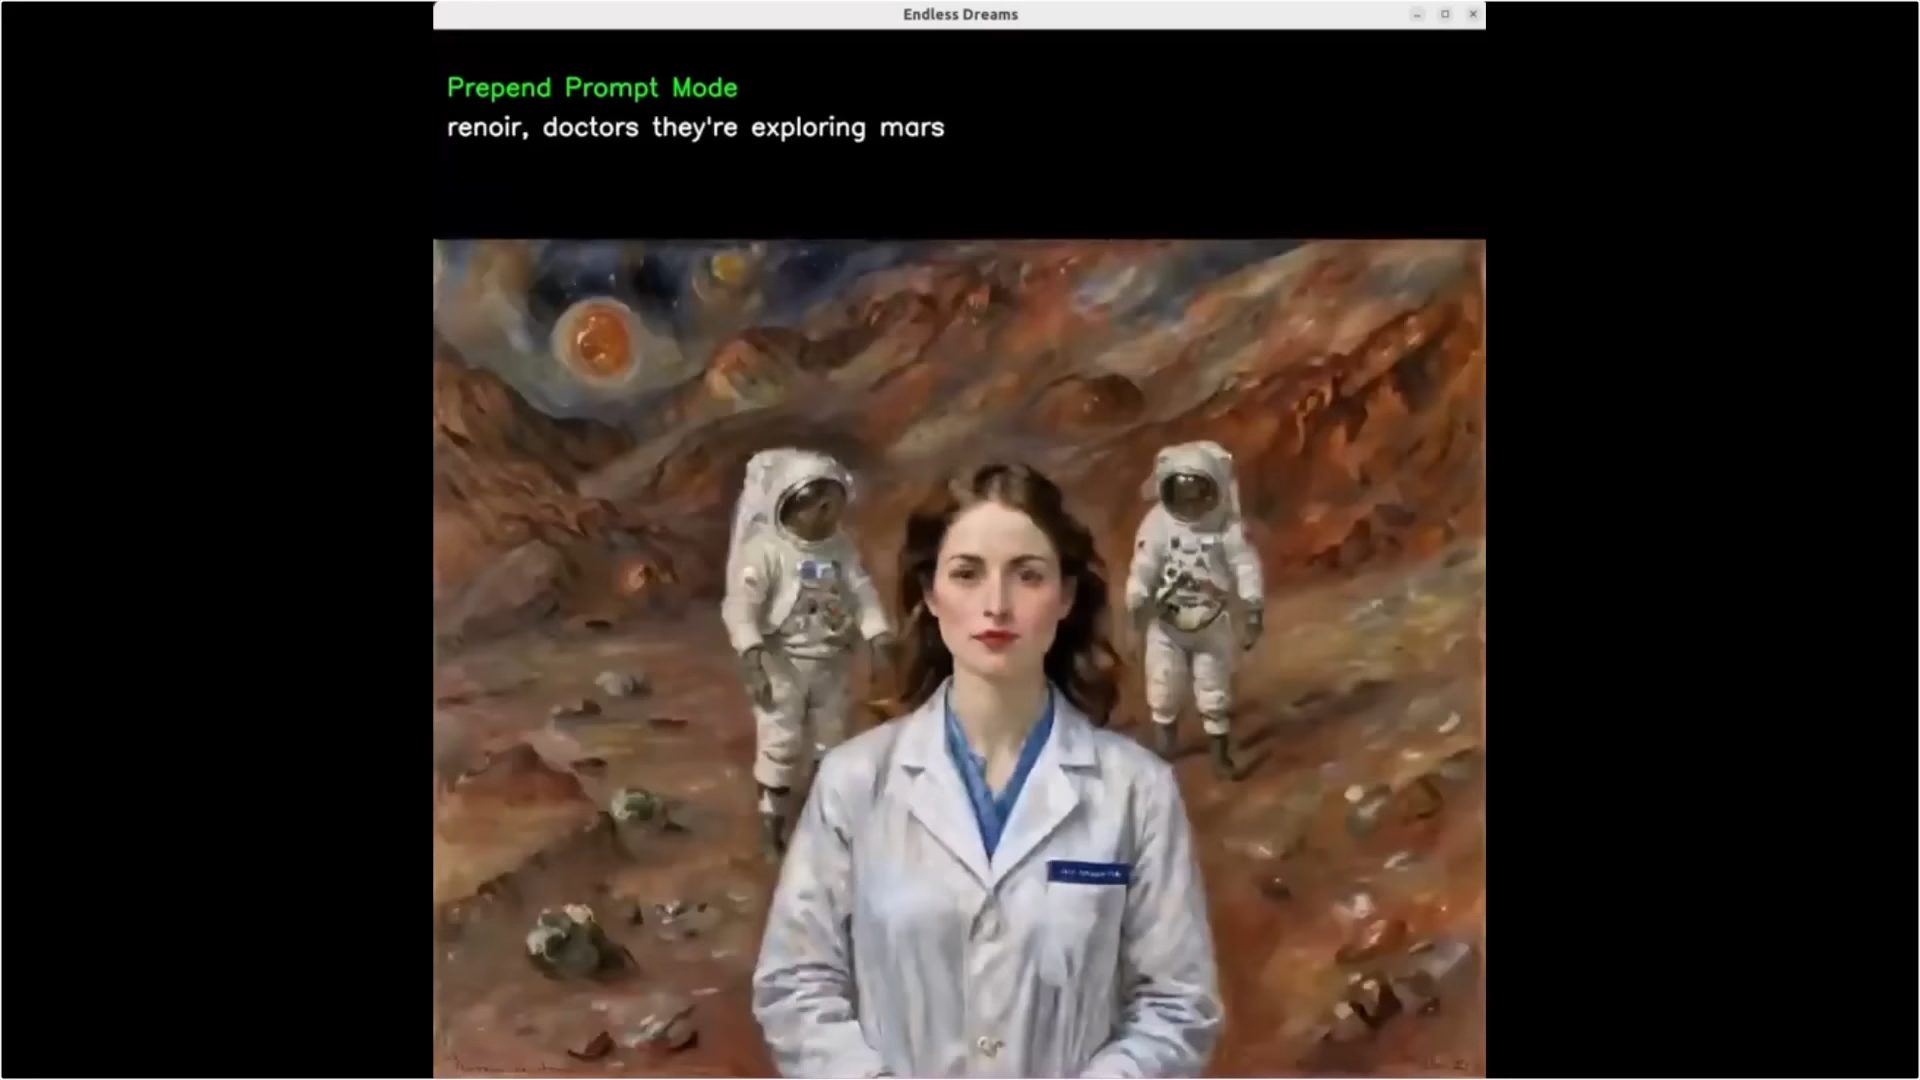 Endless Dreams
Prepend Prompt Mode
renoir, doctors they're exploring mars